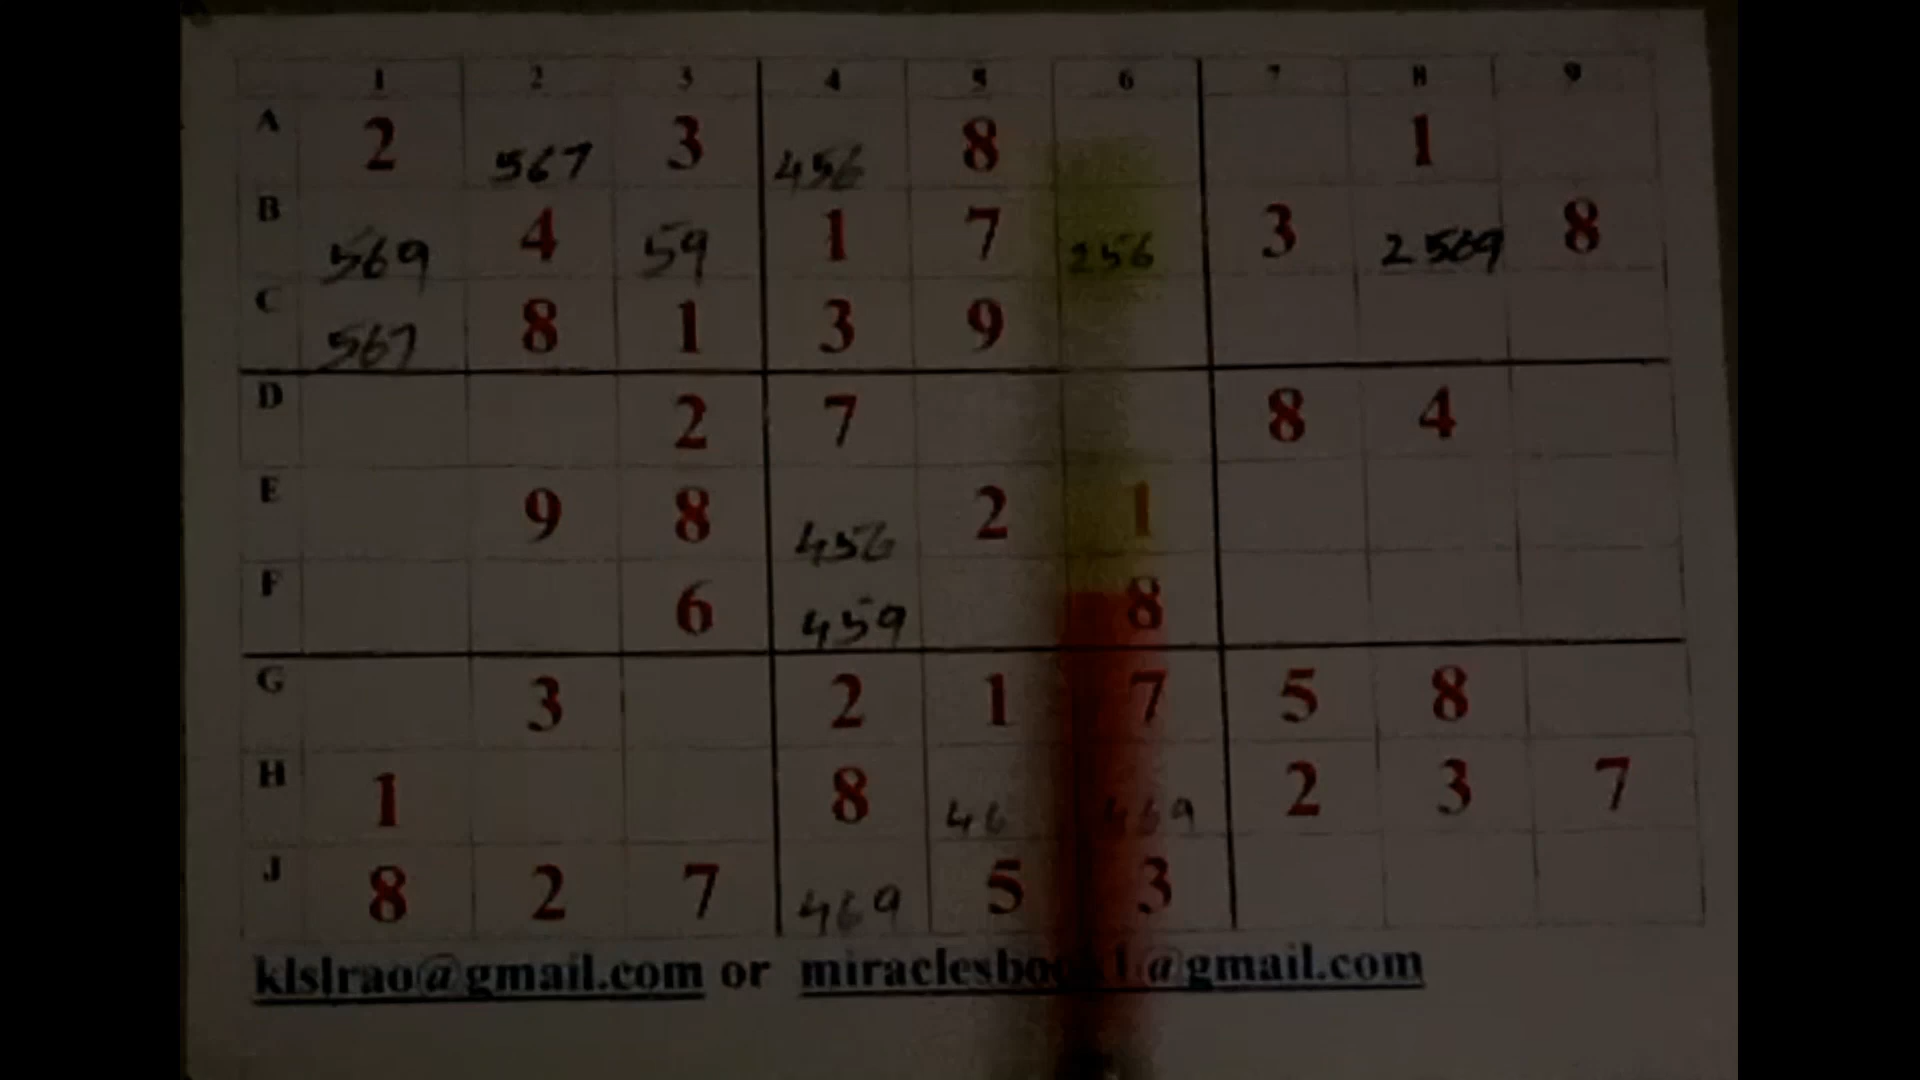 1 2 3 4 5 6 7 8 9
A 2 567 3 456 8 1
B 569 4 59 1 7 256 3 2569 8
C 567 8 1 3 9
D 2 7 8 4
E 9 8 456 2 1
F 6 459 8
G 3 2 1 7 5 8
H 1 8 46 469 2 3 7
J 8 2 7 469 5 3
klslrao@gmail.com or